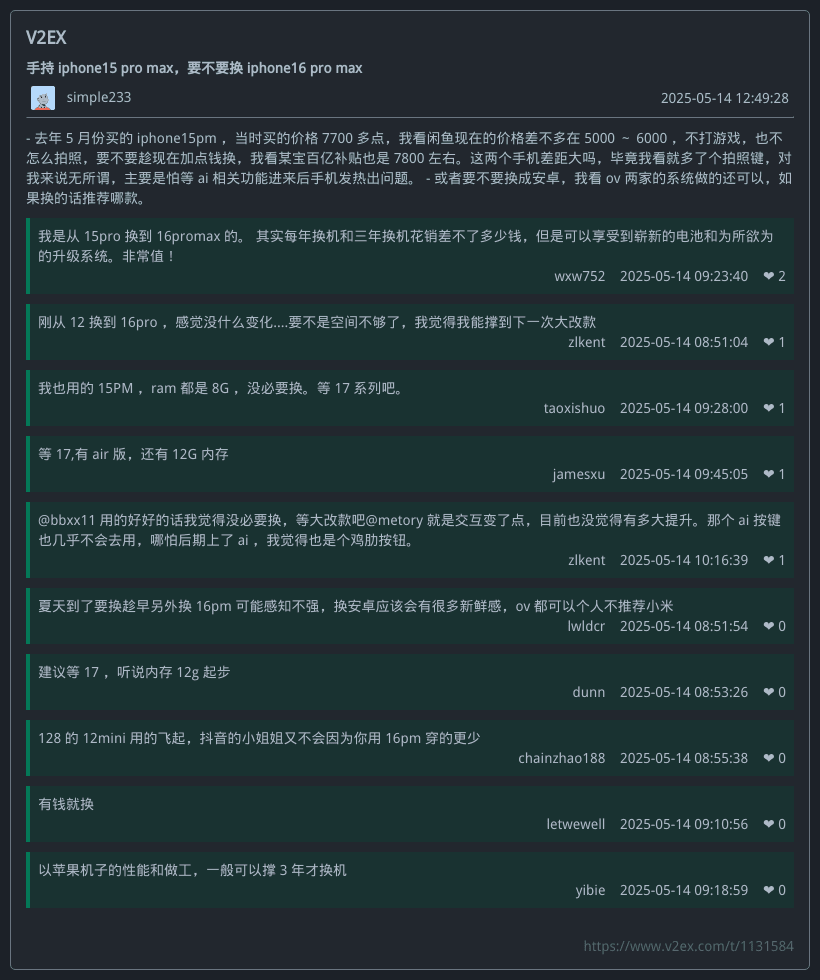 V2EX
手持 iphone15 pro max，要不要换 iphone16 pro max
simple233
2025-05-14 12:49:28
- 去年 5 月份买的 iphone15pm ，当时买的价格 7700 多点，我看闲鱼现在的价格差不多在 5000 ~ 6000 ，不打游戏，也不
怎么拍照，要不要趁现在加点钱换，我看某宝百亿补贴也是 7800 左右。这两个手机差距大吗，毕竟我看就多了个拍照键，对
我来说无所谓，主要是怕等 ai 相关功能进来后手机发热出问题。 - 或者要不要换成安卓，我看 ov 两家的系统做的还可以，如
果换的话推荐哪款。
我是从 15pro 换到 16promax 的。 其实每年换机和三年换机花销差不了多少钱，但是可以享受到崭新的电池和为所欲为
的升级系统。非常值！
wxw752 2025-05-14 09:23:40 ❤ 2
刚从 12 换到 16pro ，感觉没什么变化....要不是空间不够了，我觉得我能撑到下一次大改款
zlkent 2025-05-14 08:51:04 ❤ 1
我也用的 15PM ，ram 都是 8G ，没必要换。等 17 系列吧。
taoxishuo 2025-05-14 09:28:00 ❤ 1
等 17,有 air 版，还有 12G 内存
jamesxu 2025-05-14 09:45:05 ❤ 1
@bbxx11 用的好好的话我觉得没必要换，等大改款吧@metory 就是交互变了点，目前也没觉得有多大提升。那个 ai 按键
也几乎不会去用，哪怕后期上了 ai ，我觉得也是个鸡肋按钮。
zlkent 2025-05-14 10:16:39 ❤ 1
夏天到了要换趁早另外换 16pm 可能感知不强，换安卓应该会有很多新鲜感，ov 都可以个人不推荐小米
lwldcr 2025-05-14 08:51:54 ❤ 0
建议等 17 ，听说内存 12g 起步
dunn 2025-05-14 08:53:26 ❤ 0
128 的 12mini 用的飞起，抖音的小姐姐又不会因为你用 16pm 穿的更少
chainzhao188 2025-05-14 08:55:38 ❤ 0
有钱就换
letwewell 2025-05-14 09:10:56 ❤ 0
以苹果机子的性能和做工，一般可以撑 3 年才换机
yibie 2025-05-14 09:18:59 ❤ 0
https://www.v2ex.com/t/1131584